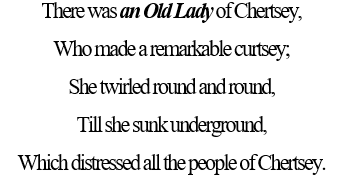 There was an Old Lady of Chertsey,
Who made a remarkable curtsey;
She twirled round and round,
Till she sunk underground,
Which distressed all the people of Chertsey.